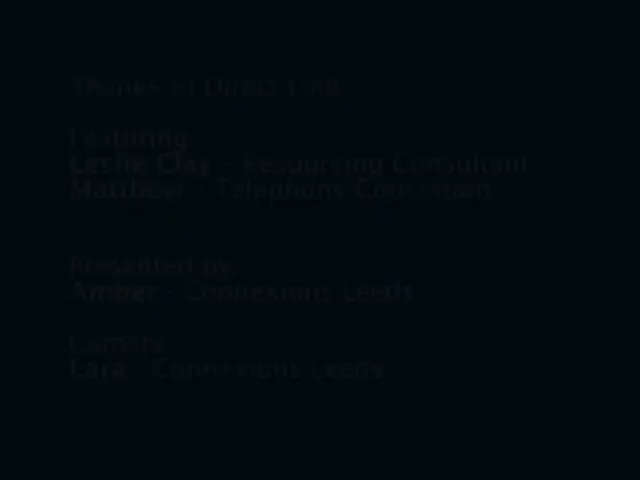 Thanks to Direct Line...
Featuring
Leslie Clay - Resourcing Consultant
Matthew - Telephony Consultant
Presented by
Amber - Connexions Leeds
Camera
Lara - Connexions Leeds